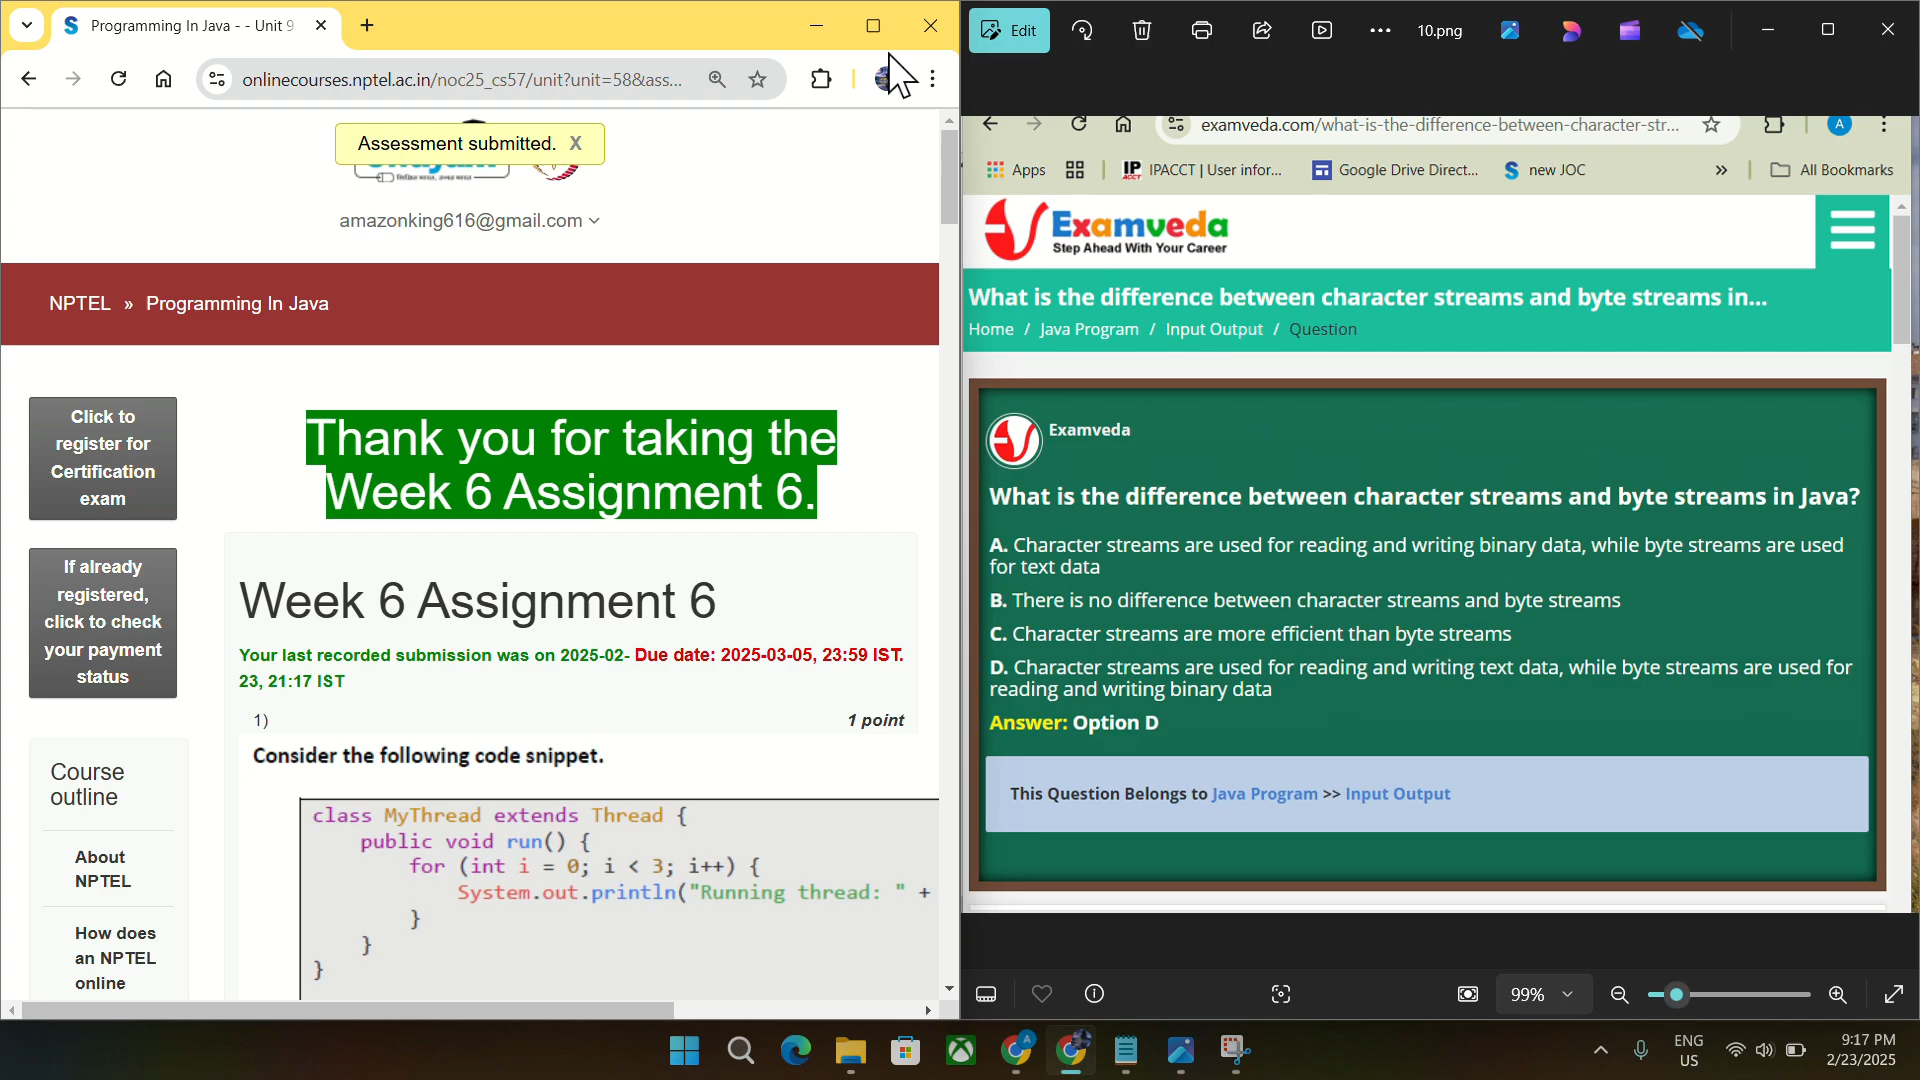 Programming In Java - - Unit 9
onlinecourses.nptel.ac.in/noc25_cs57/unit?unit=58&ass...
Assessment submitted. X
amazonking616@gmail.com
NPTEL » Programming In Java
Click to
register for
Certification
exam
If already
registered,
click to check
your payment
status
Course
outline
About
NPTEL
How does
an NPTEL
online
Thank you for taking the
Week 6 Assignment 6.
Week 6 Assignment 6
Your last recorded submission was on 2025-02- Due date: 2025-03-05, 23:59 IST.
23, 21:17 IST
1) 1 point
Consider the following code snippet.
class MyThread extends Thread {
public void run() {
for (int i = 0; i < 3; i++) {
System.out.println("Running thread: " +
}
}
}
Edit
10.png
examveda.com/what-is-the-difference-between-character-str...
A
Apps
IP
IPACCT | User infor...
Google Drive Direct...
new JOC
»
All Bookmarks
Examveda
Step Ahead With Your Career
What is the difference between character streams and byte streams in...
Home / Java Program / Input Output / Question
Examveda
What is the difference between character streams and byte streams in Java?
A. Character streams are used for reading and writing binary data, while byte streams are used
for text data
B. There is no difference between character streams and byte streams
C. Character streams are more efficient than byte streams
D. Character streams are used for reading and writing text data, while byte streams are used for
reading and writing binary data
Answer: Option D
This Question Belongs to Java Program >> Input Output
99%
ENG
US
9:17 PM
2/23/2025